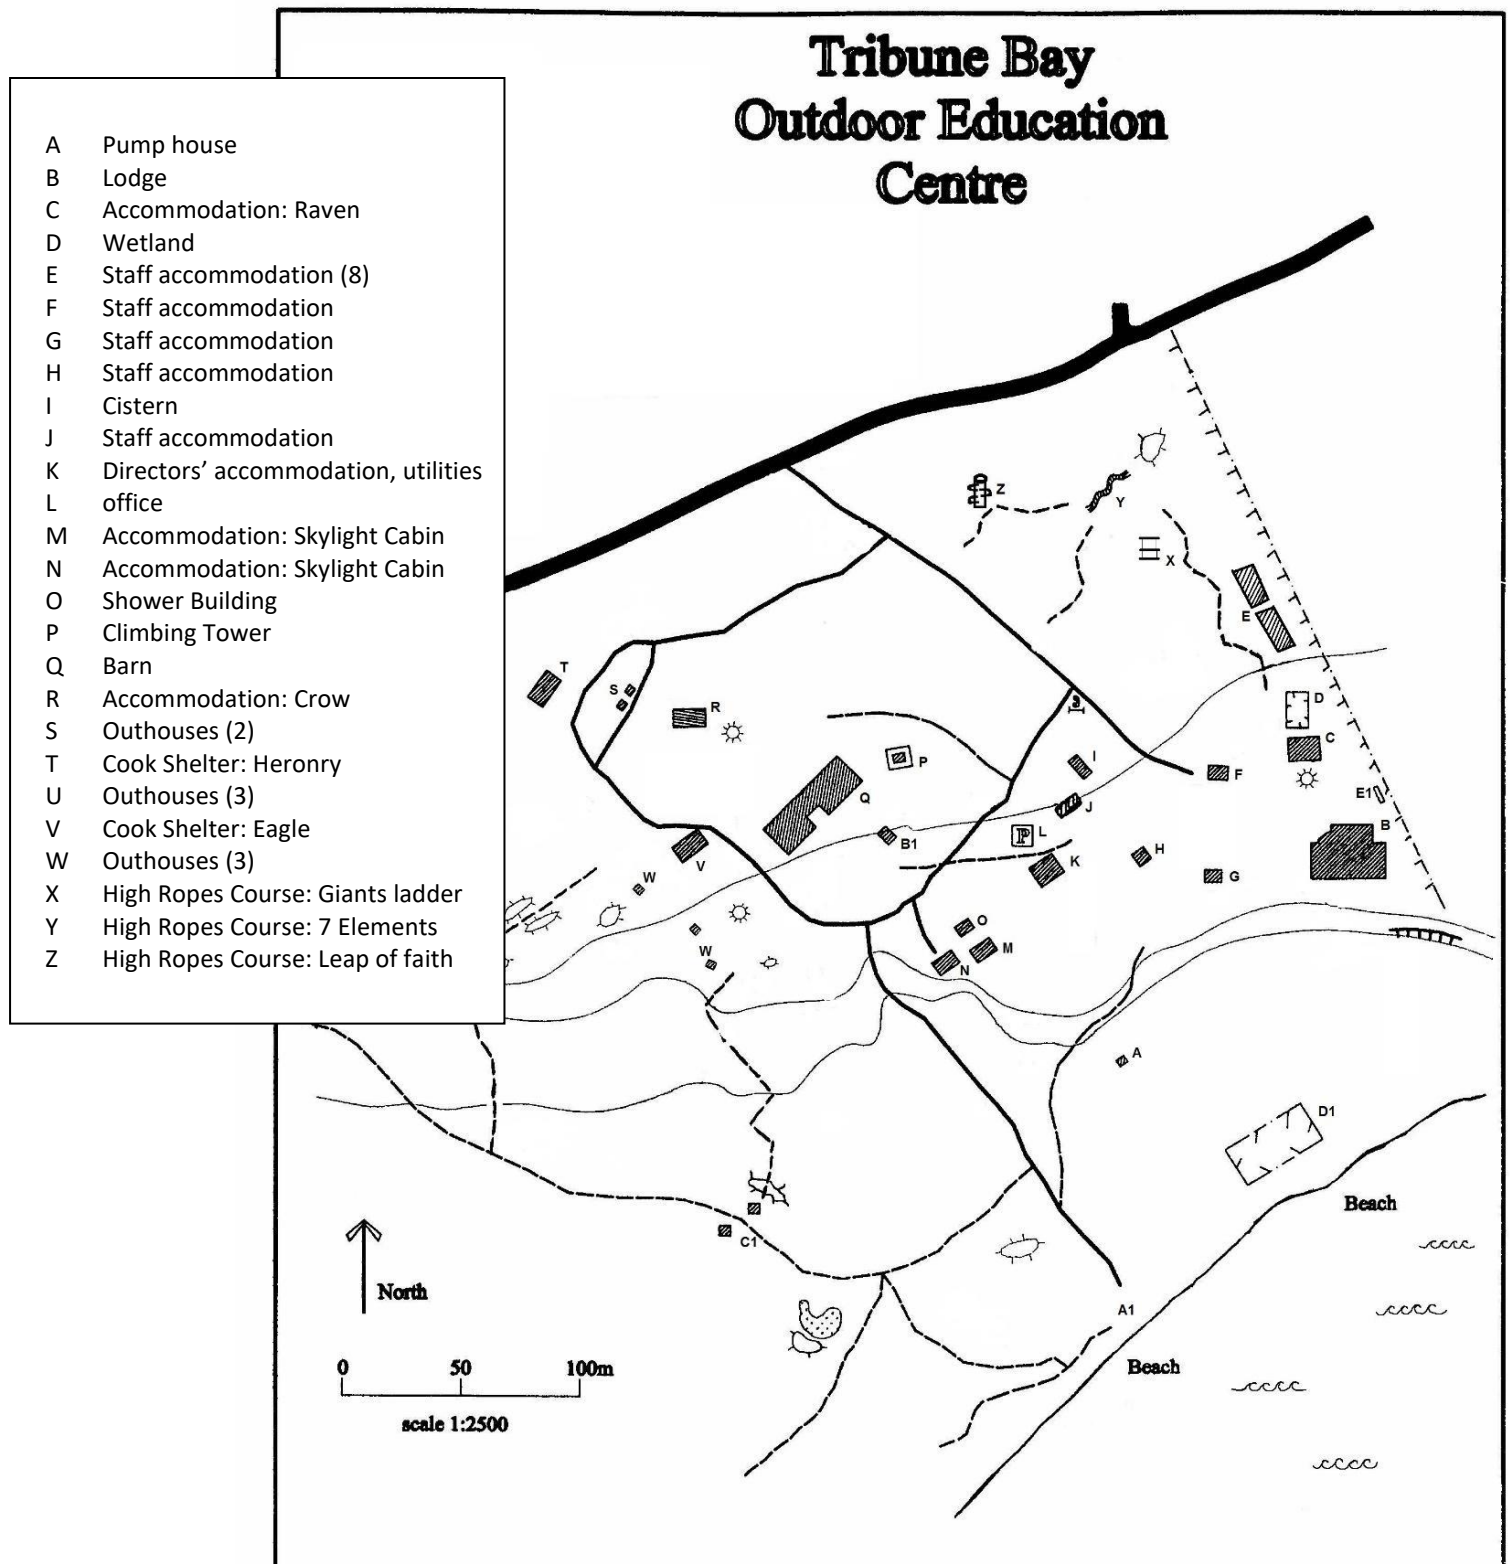 Tribune Bay
Outdoor Education
Centre
A Pump house
B Lodge
C Accommodation: Raven
D Wetland
E Staff accommodation (8)
F Staff accommodation
G Staff accommodation
H Staff accommodation
I Cistern
J Staff accommodation
K Directors’ accommodation, utilities
L office
M Accommodation: Skylight Cabin
N Accommodation: Skylight Cabin
O Shower Building
P Climbing Tower
Q Barn
R Accommodation: Crow
S Outhouses (2)
T Cook Shelter: Heronry
U Outhouses (3)
V Cook Shelter: Eagle
W Outhouses (3)
X High Ropes Course: Giants ladder
Y High Ropes Course: 7 Elements
Z High Ropes Course: Leap of faith
Z
Y
X
E
T
S
R
D
C
P
I
F
Q
J
E1
B
B1
P
L
V
K
H
G
W
O
W
M
N
A
D1
C1
Beach
North
A1
Beach
0 50 100m
scale 1:2500